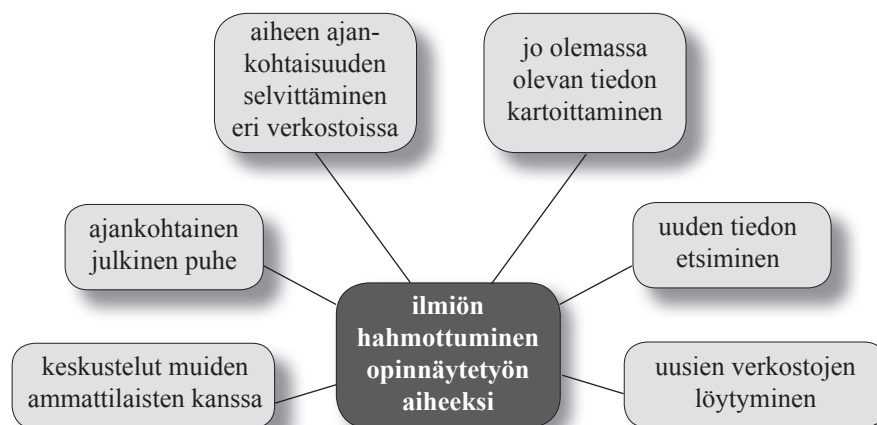 aiheen ajan-
kohtaisuuden
selvittäminen
eri verkostoissa
jo olemassa
olevan tiedon
kartoittaminen
ajankohtainen
julkinen puhe
uuden tiedon
etsiminen
ilmiön
hahmottuminen
opinnäytetyön
aiheeksi
keskustelut muiden
ammattilaisten kanssa
uusien verkostojen
löytyminen